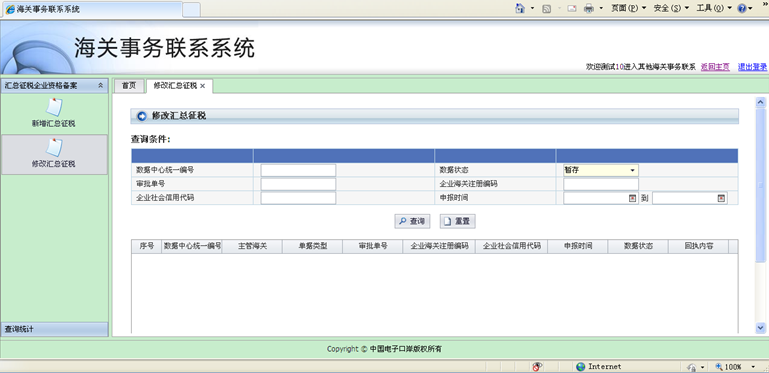 海关事务联系系统
页面(P) 安全(S) 工具(O)
海关事务联系系统
欢迎测试10进入其他海关事务联系 返回主页 退出登录
汇总征税企业资格备案
新增汇总征税
修改汇总征税
查询统计
首页 修改汇总征税
修改汇总征税
查询条件:
数据中心统一编号 数据状态 暂存
审批单号 企业海关注册编码
企业社会信用代码 申报时间 到
查询 重置
序号 数据中心统一编号 主管海关 单据类型 审批单号 企业海关注册编码 企业社会信用代码 申报时间 数据状态 回执内容
Copyright © 中国电子口岸版权所有
Internet 100%